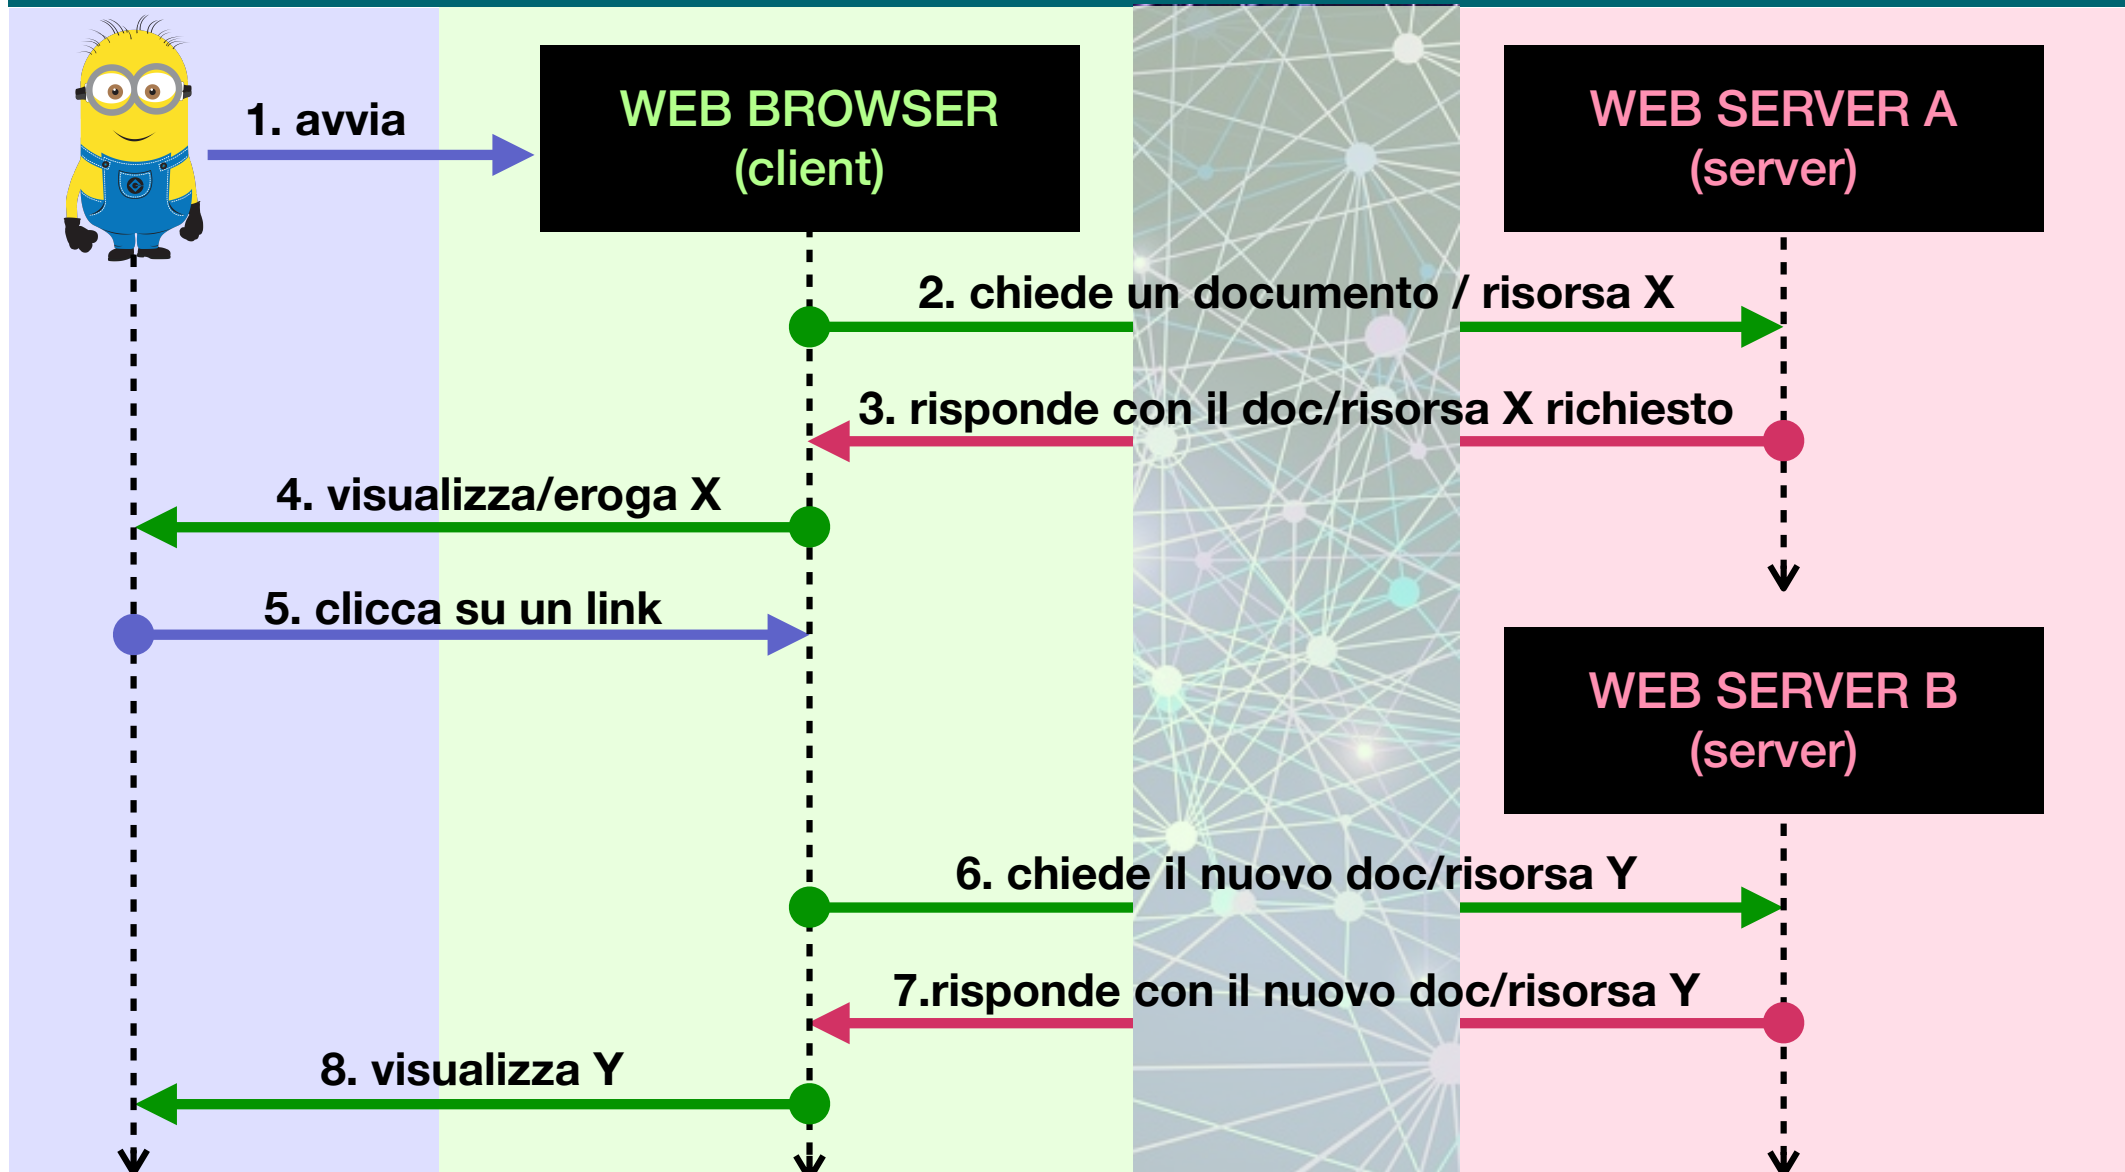 1. avvia
WEB BROWSER
(client)
WEB SERVER A
(server)
2. chiede un documento / risorsa X
3. risponde con il doc/risorsa X richiesto
4. visualizza/eroga X
5. clicca su un link
WEB SERVER B
(server)
6. chiede il nuovo doc/risorsa Y
7.risponde con il nuovo doc/risorsa Y
8. visualizza Y